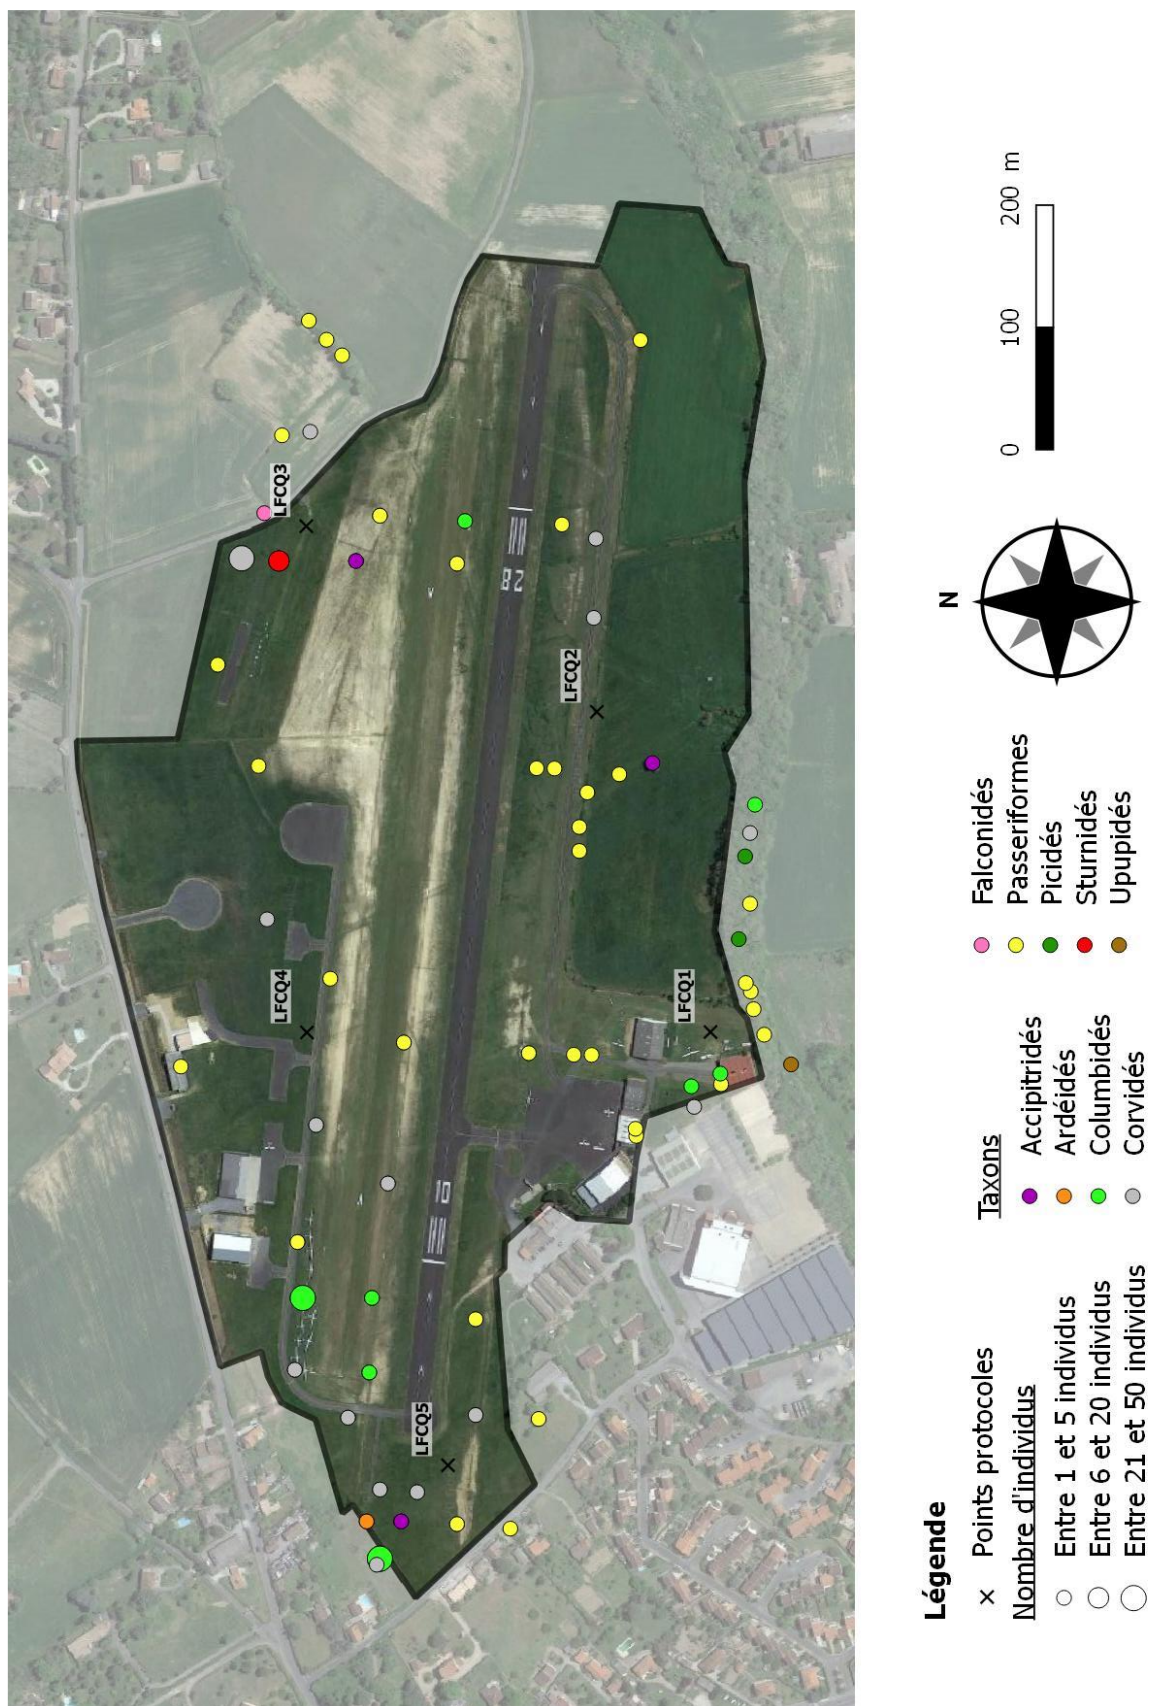 LFCQ3
LFCQ2
LFCQ4
LFCQ1
LFCQ5
28
10
N
0 100 200 m
Légende
Points protocoles
Nombre d'individus
Entre 1 et 5 individus
Entre 6 et 20 individus
Entre 21 et 50 individus
Taxons
Accipitridés
Ardéidés
Columbidés
Corvidés
Falconidés
Passeriformes
Picidés
Sturnidés
Upupidés